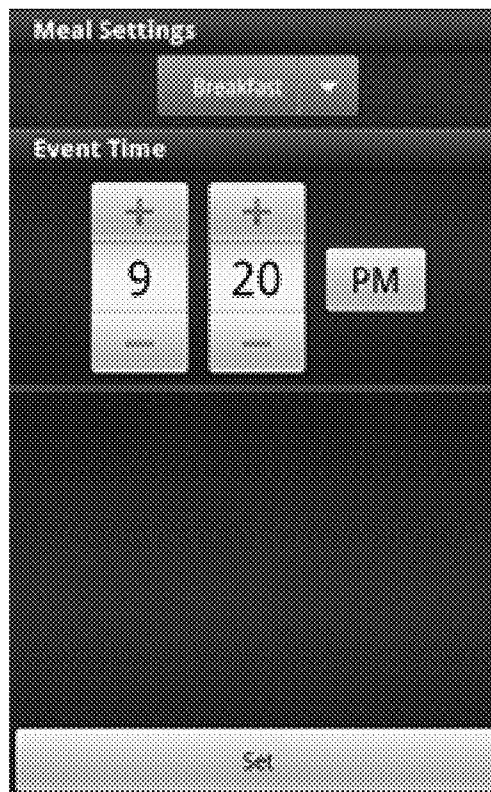 Meal Settings
Breakfast
Event Time
+ +
9 20 PM
− −
Set